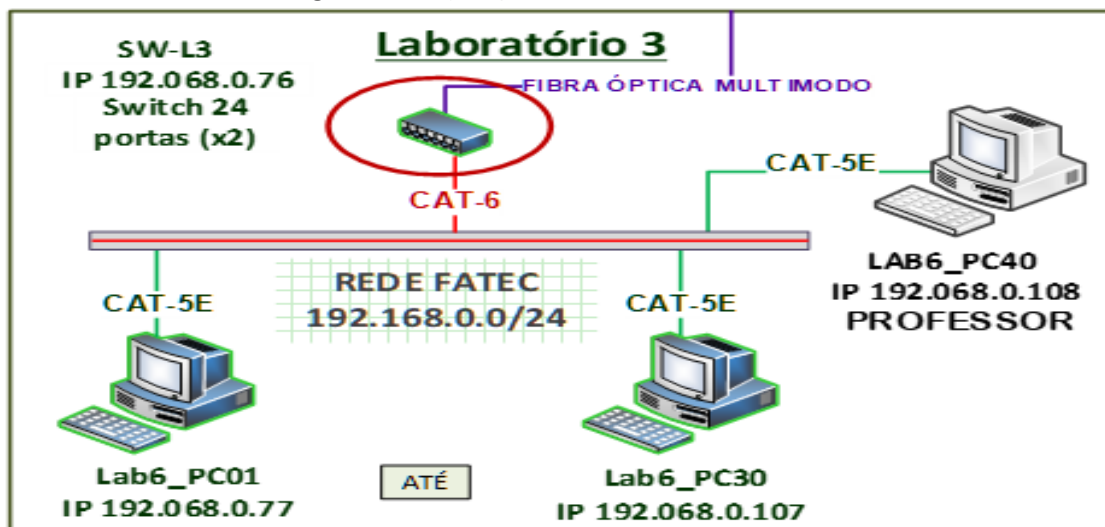 SW-L3
IP 192.068.0.76
Switch 24
portas (x2)
Laboratório 3
FIBRA ÓPTICA MULTIMODO
CAT-6
CAT-5E
LAB6_PC40
IP 192.068.0.108
PROFESSOR
REDE FATEC
192.168.0.0/24
CAT-5E
CAT-5E
Lab6_PC01
IP 192.068.0.77
ATÉ
Lab6_PC30
IP 192.068.0.107